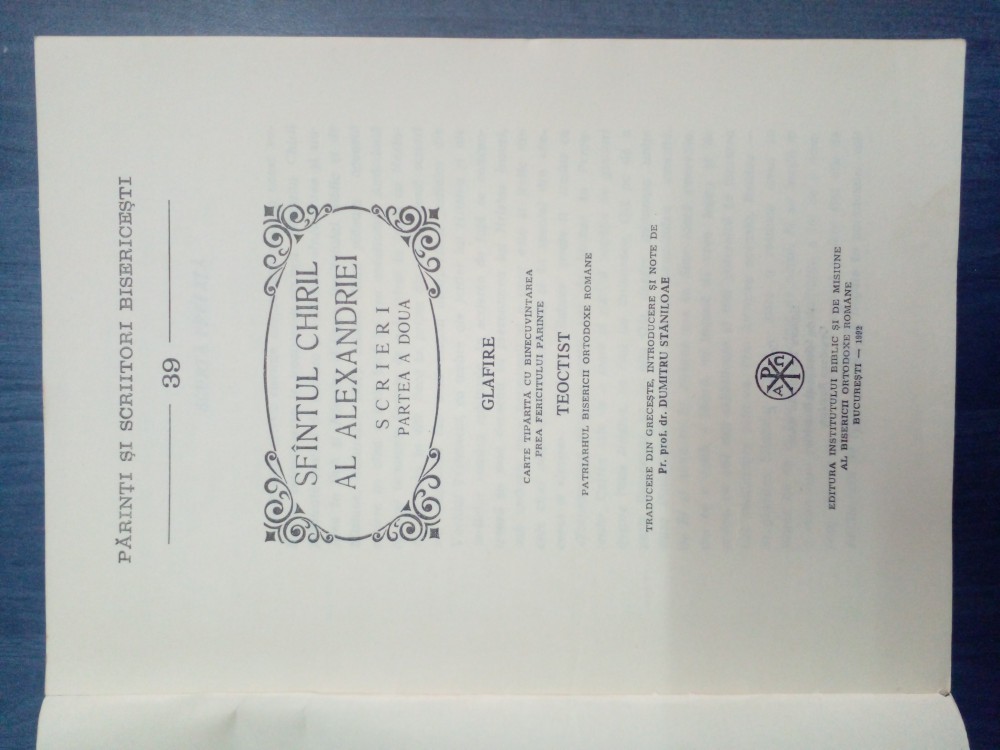 PĂRINȚI ȘI SCRIITORI BISERICEȘTI
39
SFÎNTUL CHIRIL
AL ALEXANDRIEI
SCRIERI
PARTEA A DOUA
GLAFIRE
CARTE TIPĂRITĂ CU BINECUVÎNTAREA
PREA FERICITULUI PĂRINTE
TEOCTIST
PATRIARHUL BISERICII ORTODOXE ROMÂNE
TRADUCERE DIN GRECEȘTE, INTRODUCERE ȘI NOTE DE
Pr. prof. dr. DUMITRU STĂNILOAE
A P Ω
EDITURA INSTITUTULUI BIBLIC ȘI DE MISIUNE
AL BISERICII ORTODOXE ROMÂNE
BUCUREȘTI — 1992